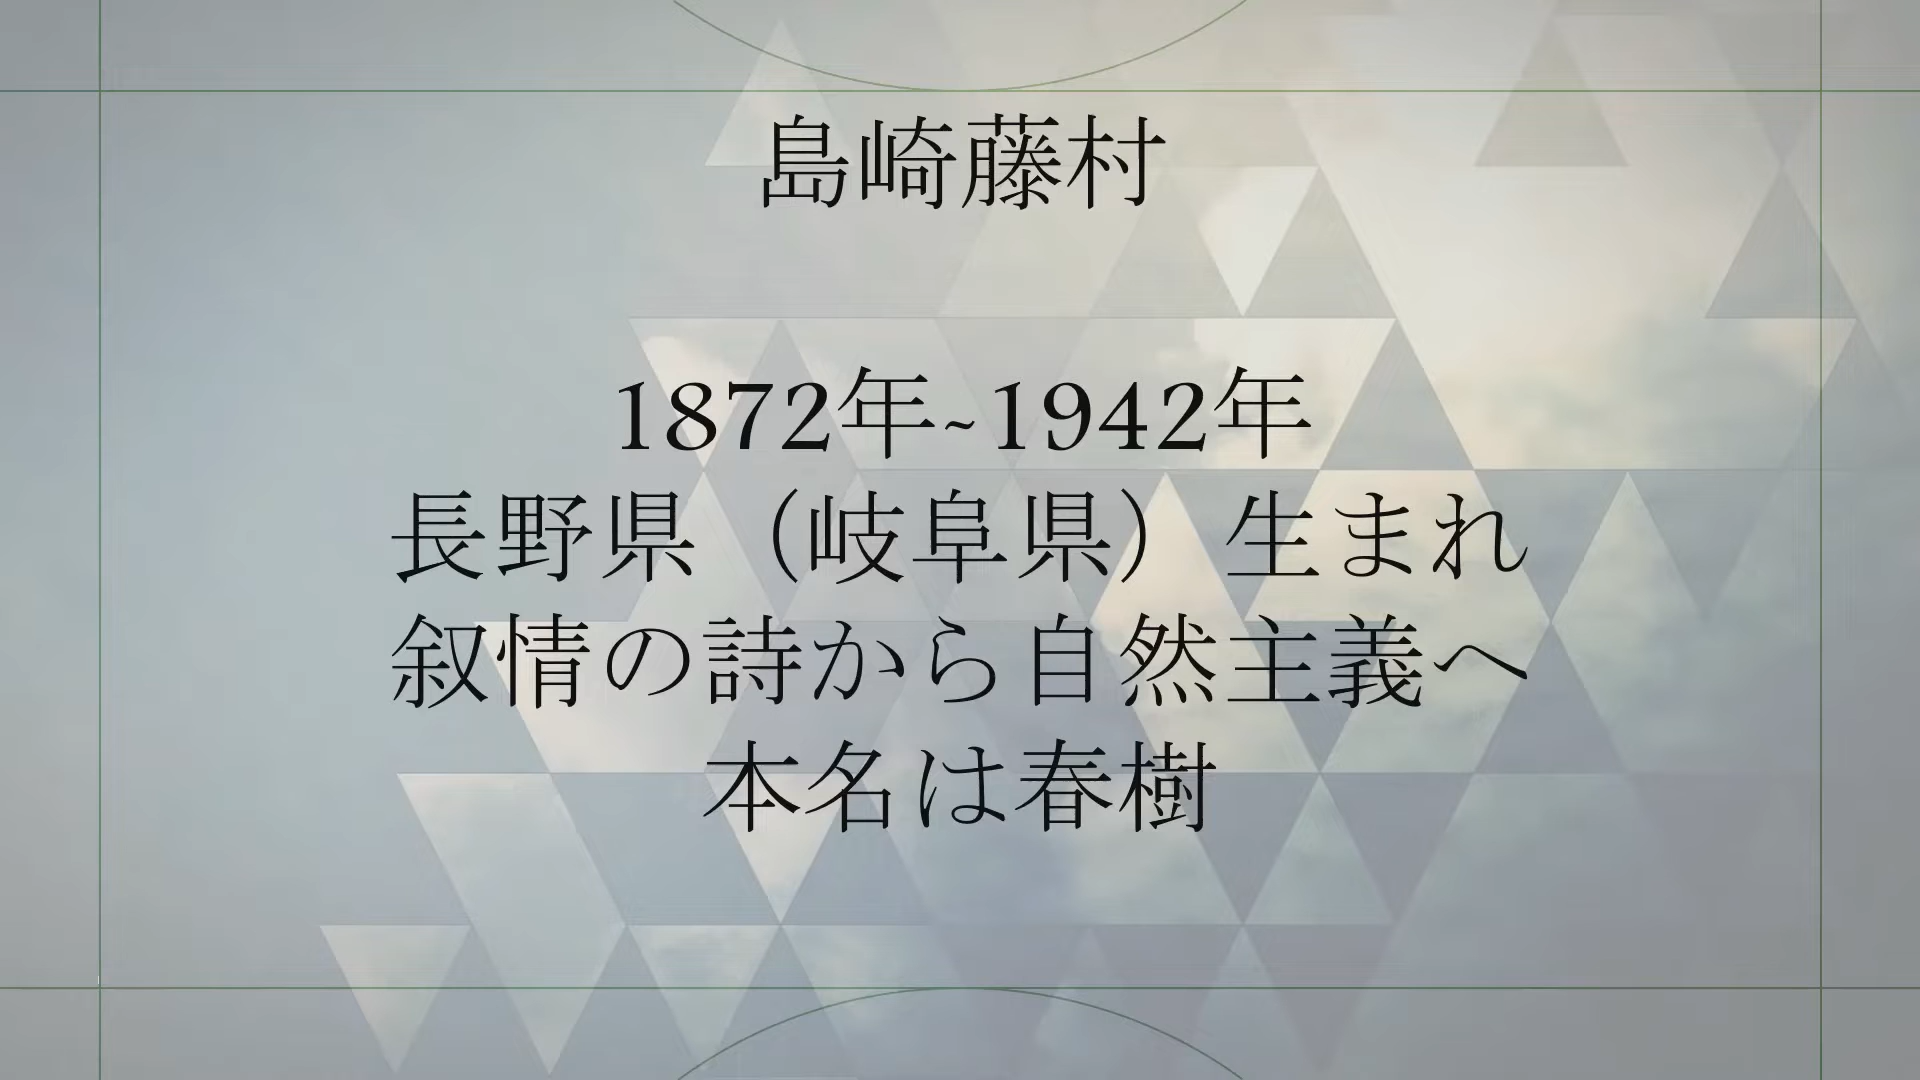 島崎藤村
1872年~1942年
長野県（岐阜県）生まれ
叙情の詩から自然主義へ
本名は春樹